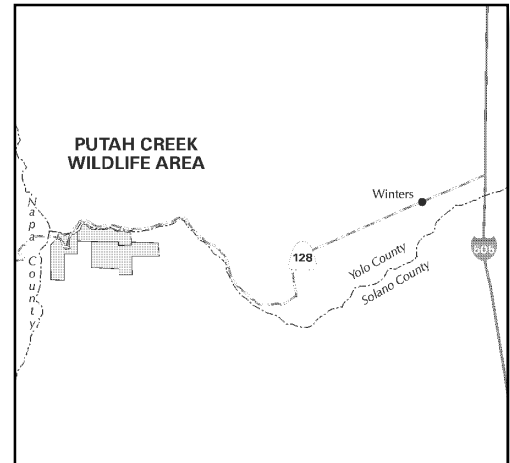 PUTAH CREEK
WILDLIFE AREA
Napa County
Winters
128
Yolo County
Solano County
505